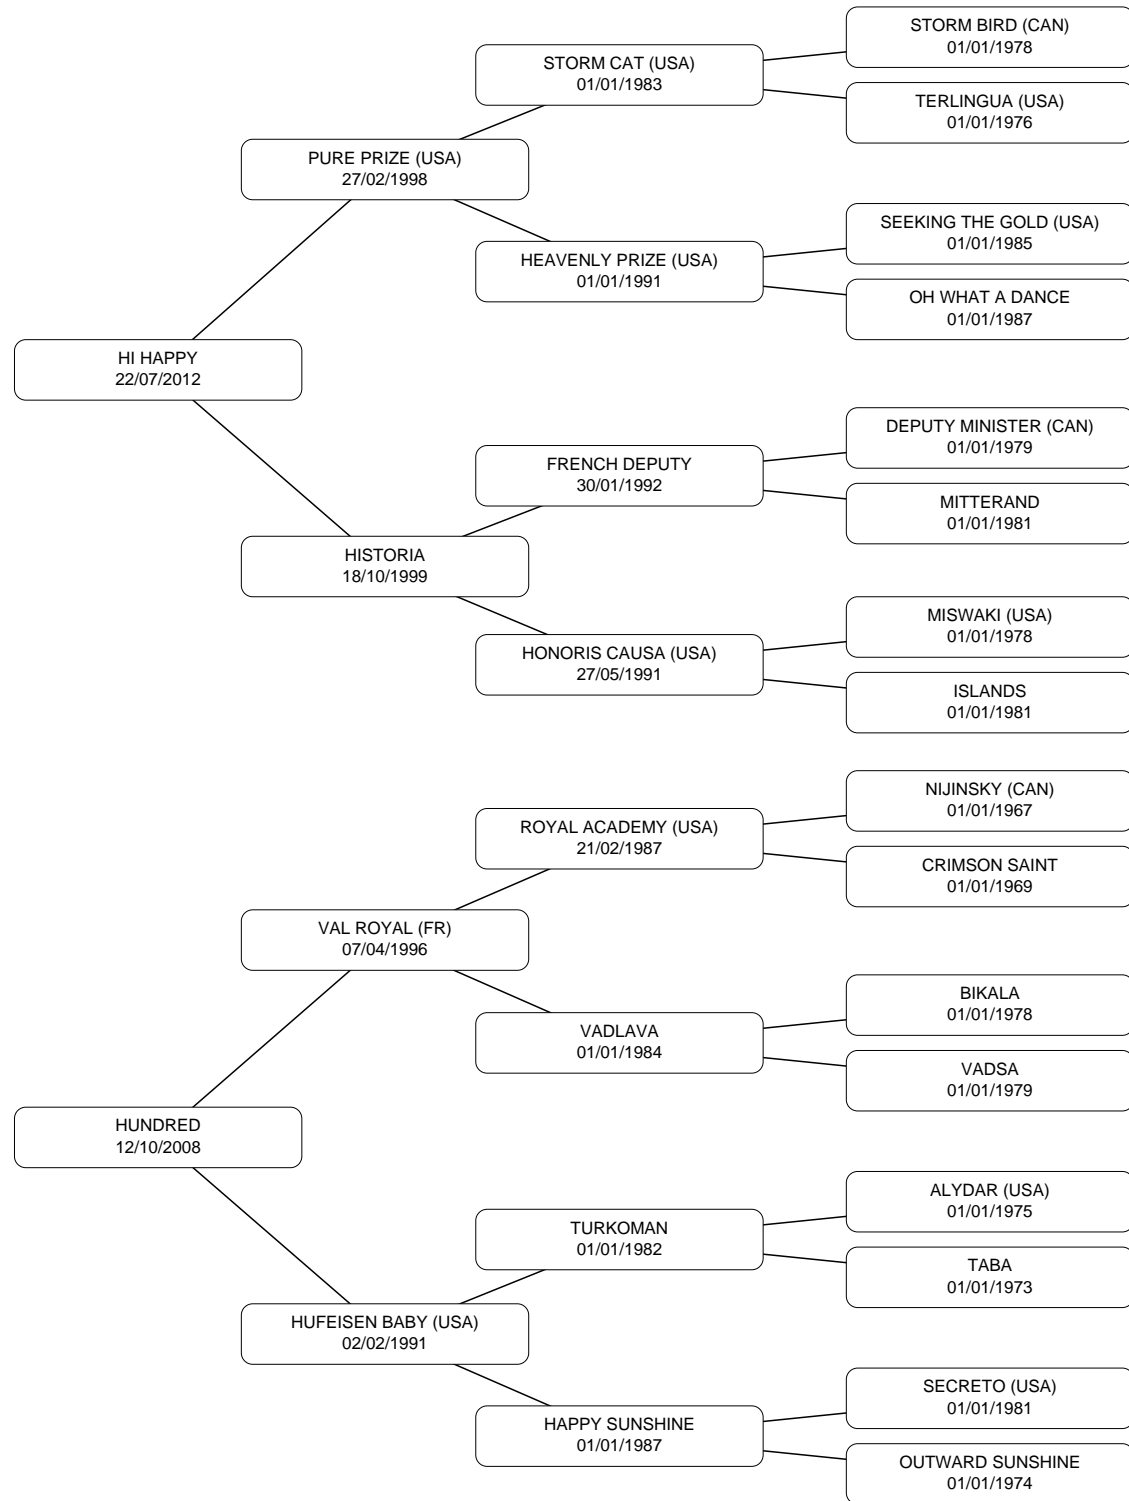 STORM BIRD (CAN)
01/01/1978
STORM CAT (USA)
01/01/1983
TERLINGUA (USA)
01/01/1976
PURE PRIZE (USA)
27/02/1998
SEEKING THE GOLD (USA)
01/01/1985
HEAVENLY PRIZE (USA)
01/01/1991
OH WHAT A DANCE
01/01/1987
HI HAPPY
22/07/2012
DEPUTY MINISTER (CAN)
01/01/1979
FRENCH DEPUTY
30/01/1992
MITTERAND
01/01/1981
HISTORIA
18/10/1999
MISWAKI (USA)
01/01/1978
HONORIS CAUSA (USA)
27/05/1991
ISLANDS
01/01/1981
NIJINSKY (CAN)
01/01/1967
ROYAL ACADEMY (USA)
21/02/1987
CRIMSON SAINT
01/01/1969
VAL ROYAL (FR)
07/04/1996
BIKALA
01/01/1978
VADLAVA
01/01/1984
VADSA
01/01/1979
HUNDRED
12/10/2008
ALYDAR (USA)
01/01/1975
TURKOMAN
01/01/1982
TABA
01/01/1973
HUFEISEN BABY (USA)
02/02/1991
SECRETO (USA)
01/01/1981
HAPPY SUNSHINE
01/01/1987
OUTWARD SUNSHINE
01/01/1974